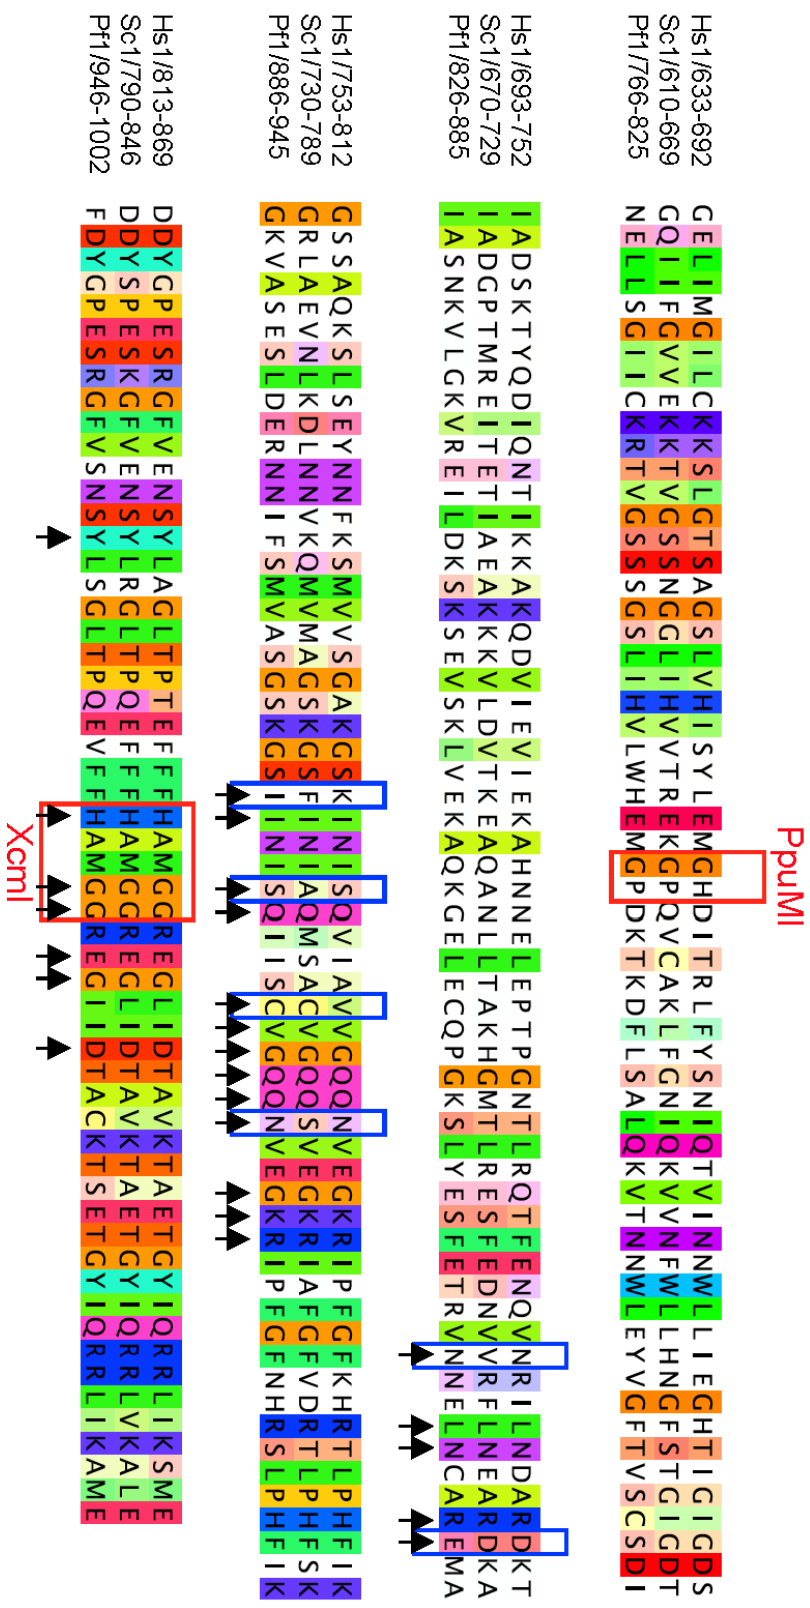 PpuMI
Hs1/633-692 GELIMGILCKKSLGTSAGSLVHISYLEMGHDITRLFYSNIQTVINNWLLIEGHTIGIGDS
Sc1/610-669 GQIIFGVVEKKTVGSSNGGLIHVVTREKGPQVCAKLFGNIQKVVNFWLLHNGFSTGIGDT
Pf1/766-825 NELLSGIICKRTVGSSSGSLIHVLWHEMGPDKTKDFLSALQKVTNNWLEYVGFTVSCSDI
Hs1/693-752 IADSKTYQDIQNTIKKAKQDVIEVIEKAHNNELEPTPGNTLRQTFENQVNRILNDARDKT
Sc1/670-729 IADGPTMREITETIAEAKKKVLDVTKEAQANLLTAKHGMTLRESFEDNVVRFLNEARDKA
Pf1/826-885 IASNKVLGKVREILDKSKSEVSKLVEKAQKGELECQPGKSLYESFETRVNNELNCAREMA
Hs1/753-812 GSSAQKSLSEYNNFKSMVVSGAKGSKINISQVIAVVGQQNVEGKRIPFGFKHRTLPHFIK
Sc1/730-789 GRLAEVNLKDLNNVKQMVMAGSKGSFINIAQMSACVGQQSVEGKRIAFGFVDRTLPHFSK
Pf1/886-945 GKVASESLDERNNIFSMVASGSKGSIINISQIISCVGQQNVEGKRIPFGFNHRSLPHFIK
Hs1/813-869 DDYGPESRGFVENSYLAGLTPTEFFFHAMGGREGLIDTAVKTAETGYIQRRLIKSME
Sc1/790-846 DDYSPESKGFVENSYLRGLTPQEFFFHAMGGREGLIDTAVKTAETGYIQRRLVKALE
Pf1/946-1002 FDYGPESRGFVSNSYLSGLTPQEVFFHAMGGREGIIDTACKTSETGYIQRRLIKAME
XcmI